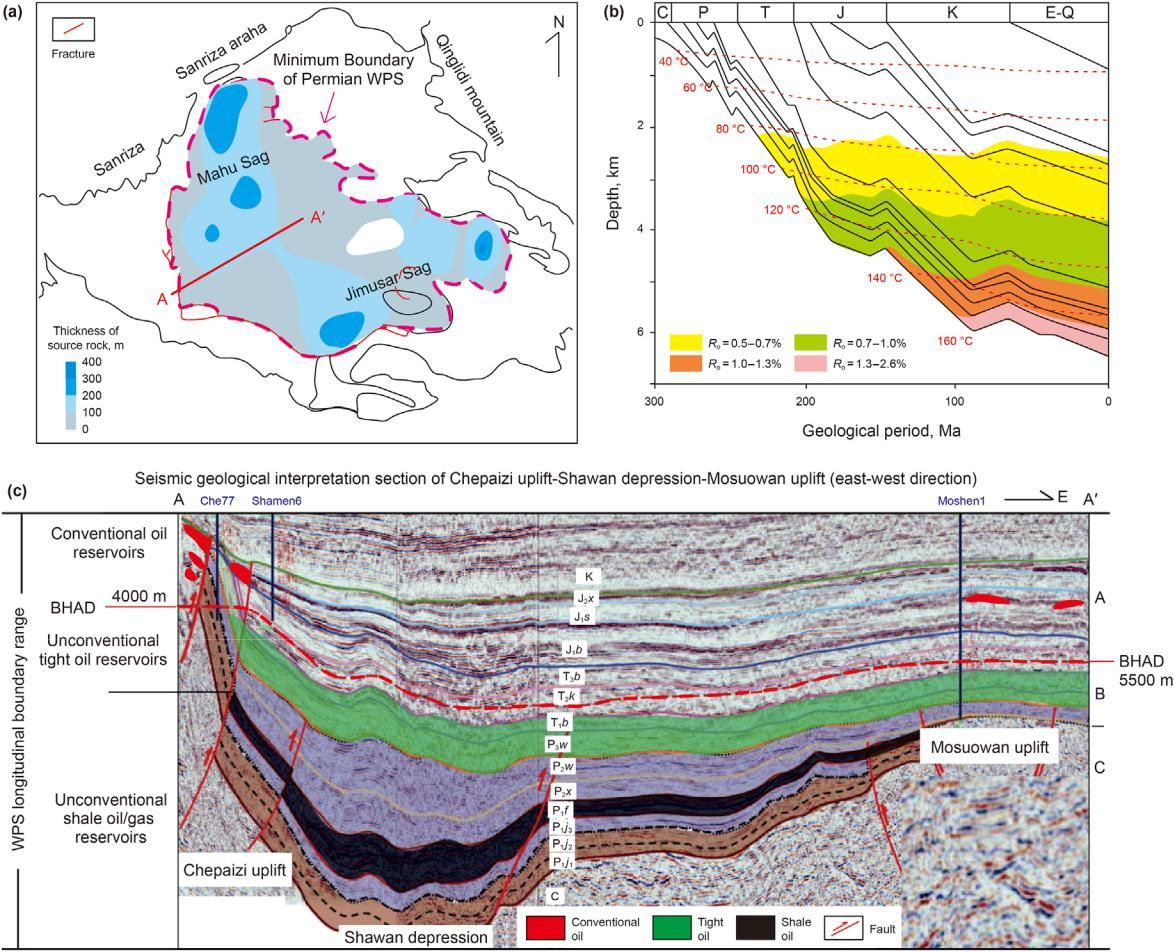 (a)
N
Fracture
Sanriza araha
Minimum Boundary
of Permian WPS
Qinglidi mountain
Sanriza
Mahu Sag
A
A′
Jimusar Sag
Thickness of
source rock, m
400
300
200
100
0
(b)
C P T J K E-Q
0
2
4
6
Depth, km
40 °C
60 °C
80 °C
100 °C
120 °C
140 °C
160 °C
Ro = 0.5–0.7%
Ro = 0.7–1.0%
Ro = 1.0–1.3%
Ro = 1.3–2.6%
300 200 100 0
Geological period, Ma
Seismic geological interpretation section of Chepaizi uplift-Shawan depression-Mosuowan uplift (east-west direction)
(c)
A Che77 Shamen6 Moshen1 E A′
WPS longitudinal boundary range
Conventional oil
reservoirs
4000 m
BHAD
Unconventional
tight oil reservoirs
Unconventional
shale oil/gas
reservoirs
K
J₂x
J₁s
J₁b
T₃b
T₂k
T₁b
P₃w
P₂w
P₂x
P₁f
P₁j₃
P₁j₂
P₁j₁
C
A
BHAD
5500 m
B
C
Mosuowan uplift
Chepaizi uplift
Shawan depression
Conventional
oil
Tight
oil
Shale
oil
Fault